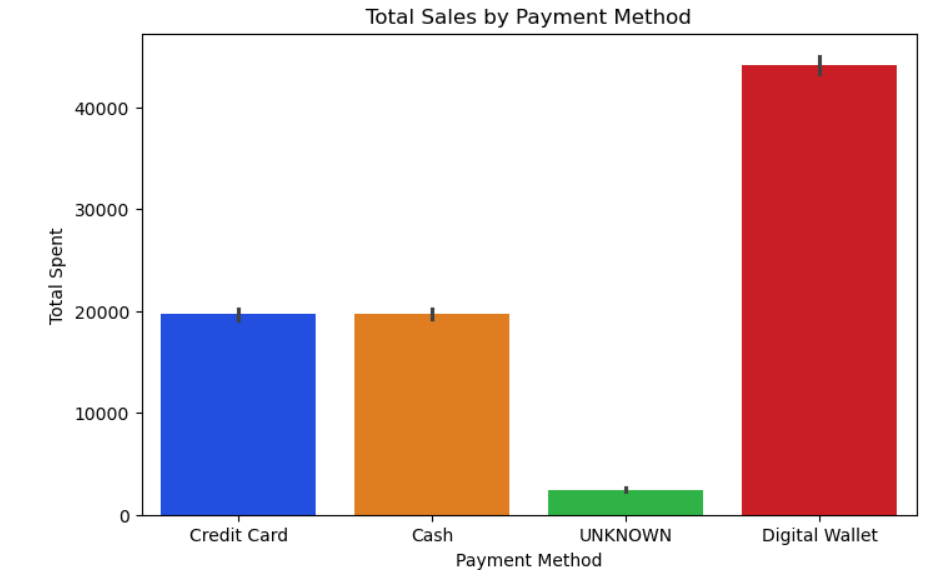 Total Sales by Payment Method
Total Spent
40000
30000
20000
10000
0
Credit Card Cash UNKNOWN Digital Wallet
Payment Method